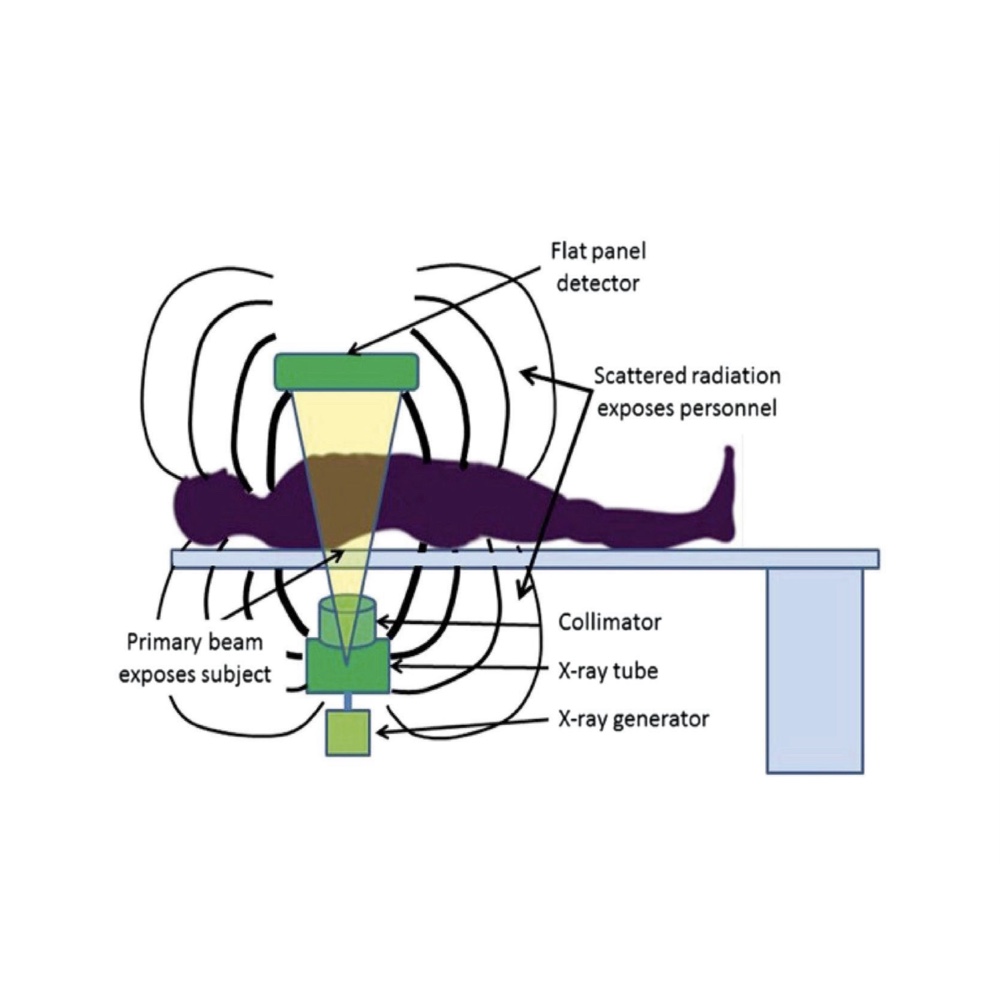 Flat panel
detector
Scattered radiation
exposes personnel
Collimator
Primary beam
exposes subject
X-ray tube
X-ray generator